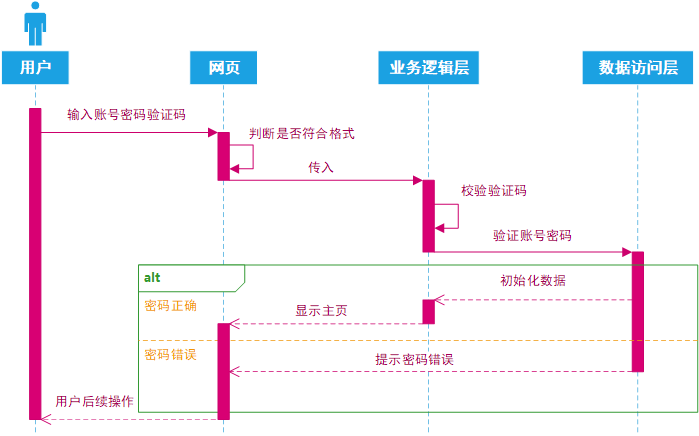 用户
网页
业务逻辑层
数据访问层
输入账号密码验证码
判断是否符合格式
传入
校验验证码
验证账号密码
alt
初始化数据
密码正确
显示主页
密码错误
提示密码错误
用户后续操作